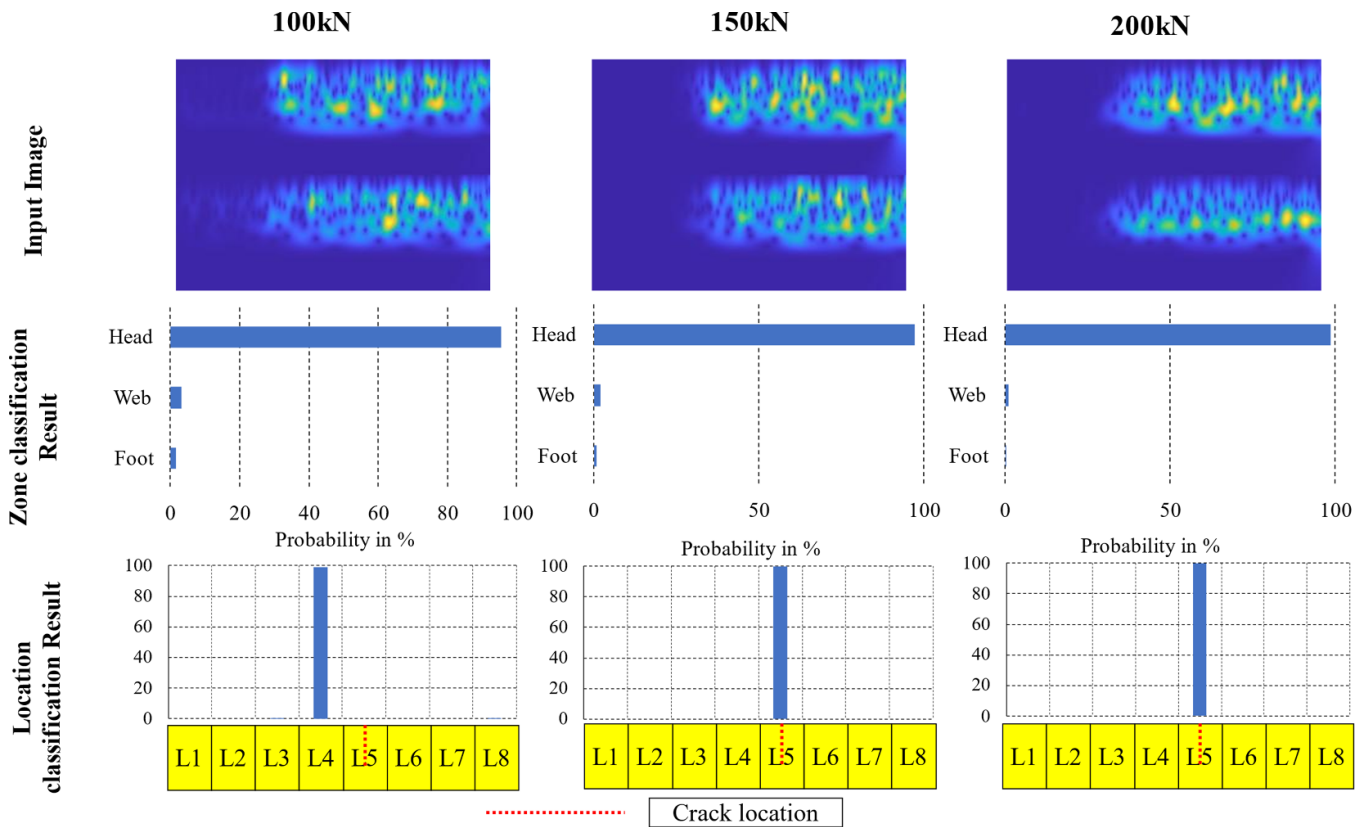 100kN
150kN
200kN
Input Image
Zone classification
Result
Head
Web
Foot
0 20 40 60 80 100
Probability in %
Head
Web
Foot
0 50 100
Probability in %
Head
Web
Foot
0 50 100
Probability in %
Location
classification Result
100
80
60
40
20
0
L1 L2 L3 L4 L5 L6 L7 L8
100
80
60
40
20
0
L1 L2 L3 L4 L5 L6 L7 L8
100
80
60
40
20
0
L1 L2 L3 L4 L5 L6 L7 L8
Crack location